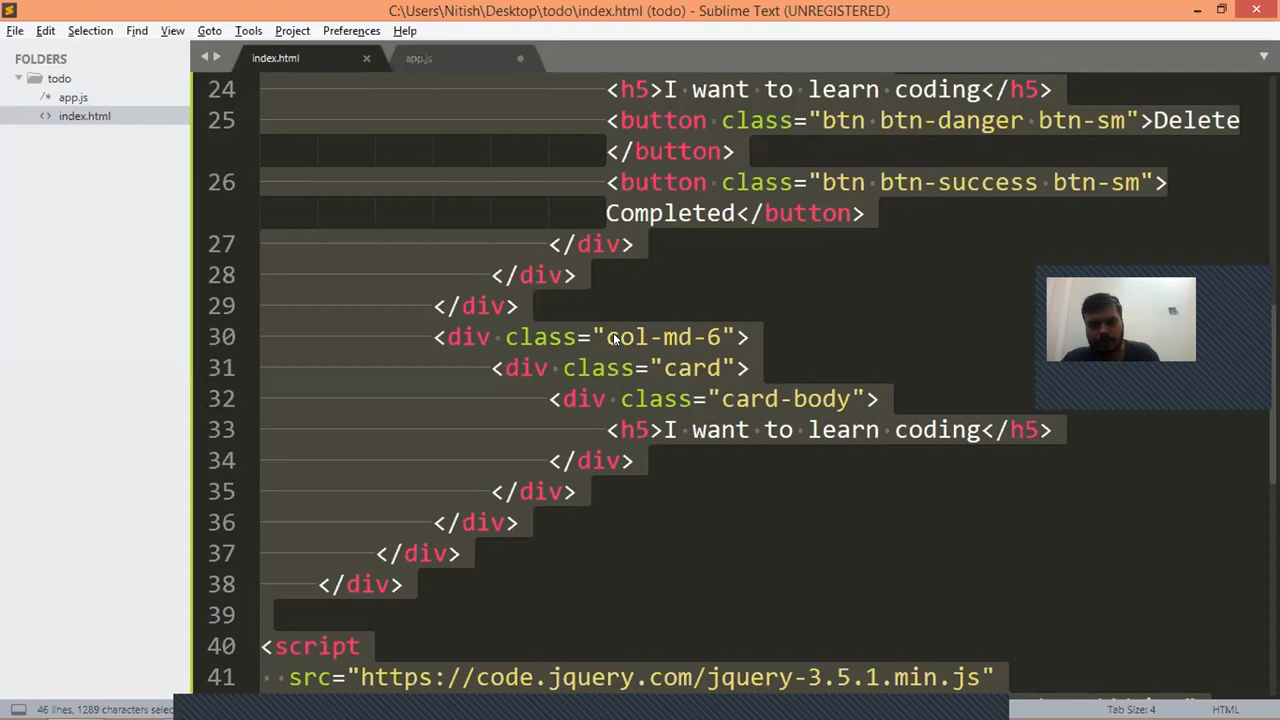 C:\Users\Nitish\Desktop\todo\index.html (todo) - Sublime Text (UNREGISTERED)
File Edit Selection Find View Goto Tools Project Preferences Help
FOLDERS
todo
app.js
index.html
index.html app.js
24 <h5>I want to learn coding</h5>
25 <button class="btn btn-danger btn-sm">Delete
</button>
26 <button class="btn btn-success btn-sm">
Completed</button>
27 </div>
28 </div>
29 </div>
30 <div class="col-md-6">
31 <div class="card">
32 <div class="card-body">
33 <h5>I want to learn coding</h5>
34 </div>
35 </div>
36 </div>
37 </div>
38 </div>
39
40 <script
41 src="https://code.jquery.com/jquery-3.5.1.min.js"
46 lines, 1289 characters selec
Tab Size: 4 HTML